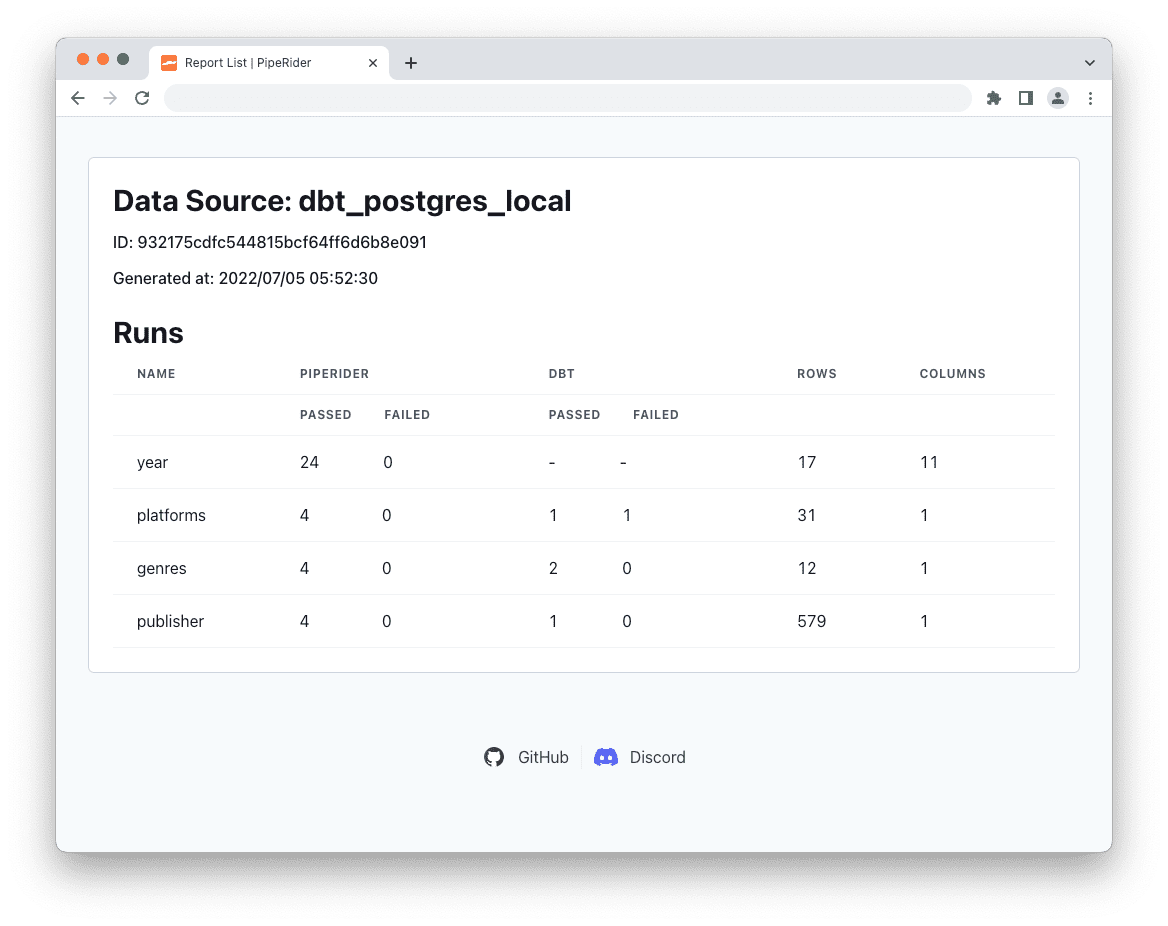 Report List | PipeRider
Data Source: dbt_postgres_local
ID: 932175cdfc544815bcf64ff6d6b8e091
Generated at: 2022/07/05 05:52:30
Runs
NAME PIPERIDER DBT ROWS COLUMNS
PASSED FAILED PASSED FAILED
year 24 0 - - 17 11
platforms 4 0 1 1 31 1
genres 4 0 2 0 12 1
publisher 4 0 1 0 579 1
GitHub Discord